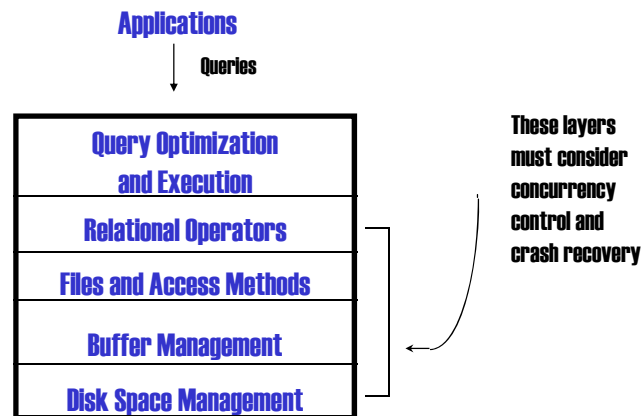 Applications
Queries
Query Optimization
and Execution
Relational Operators
Files and Access Methods
Buffer Management
Disk Space Management
These layers
must consider
concurrency
control and
crash recovery